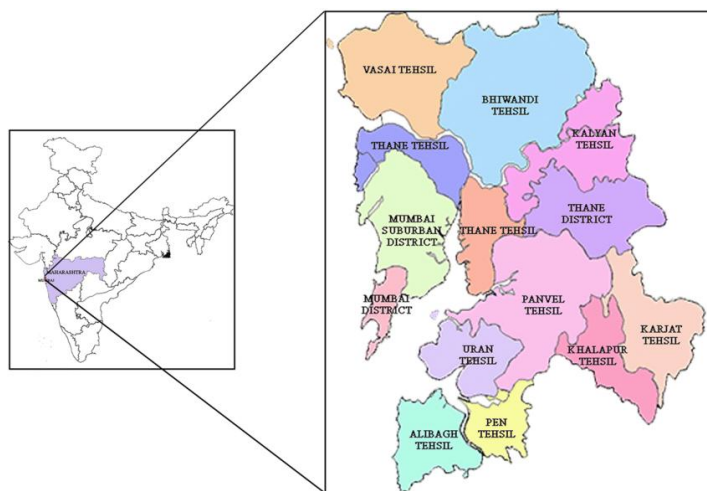 VASAI TEHSIL
BHIWANDI
TEHSIL
THANE TEHSIL
KALYAN
TEHSIL
MUMBAI
SUBURBAN
DISTRICT
THANE TEHSIL
THANE
DISTRICT
MAHARASHTRA
MUMBAI
MUMBAI
DISTRICT
PANVEL
TEHSIL
KARJAT
TEHSIL
URAN
TEHSIL
KHALAPUR
TEHSIL
ALIBAGH
TEHSIL
PEN
TEHSIL